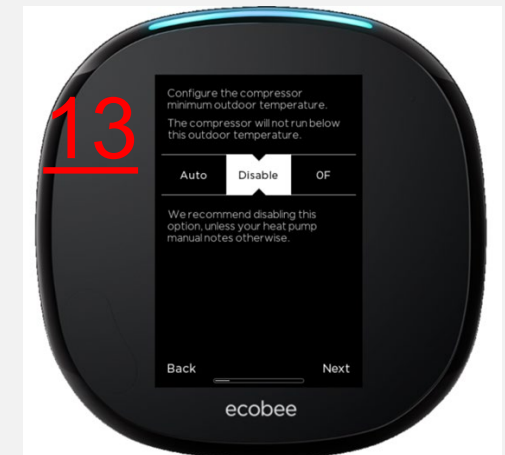 13
Configure the compressor
minimum outdoor temperature.
The compressor will not run below
this outdoor temperature.
Auto Disable 0F
We recommend disabling this
option, unless your heat pump
manual notes otherwise.
Back Next
ecobee